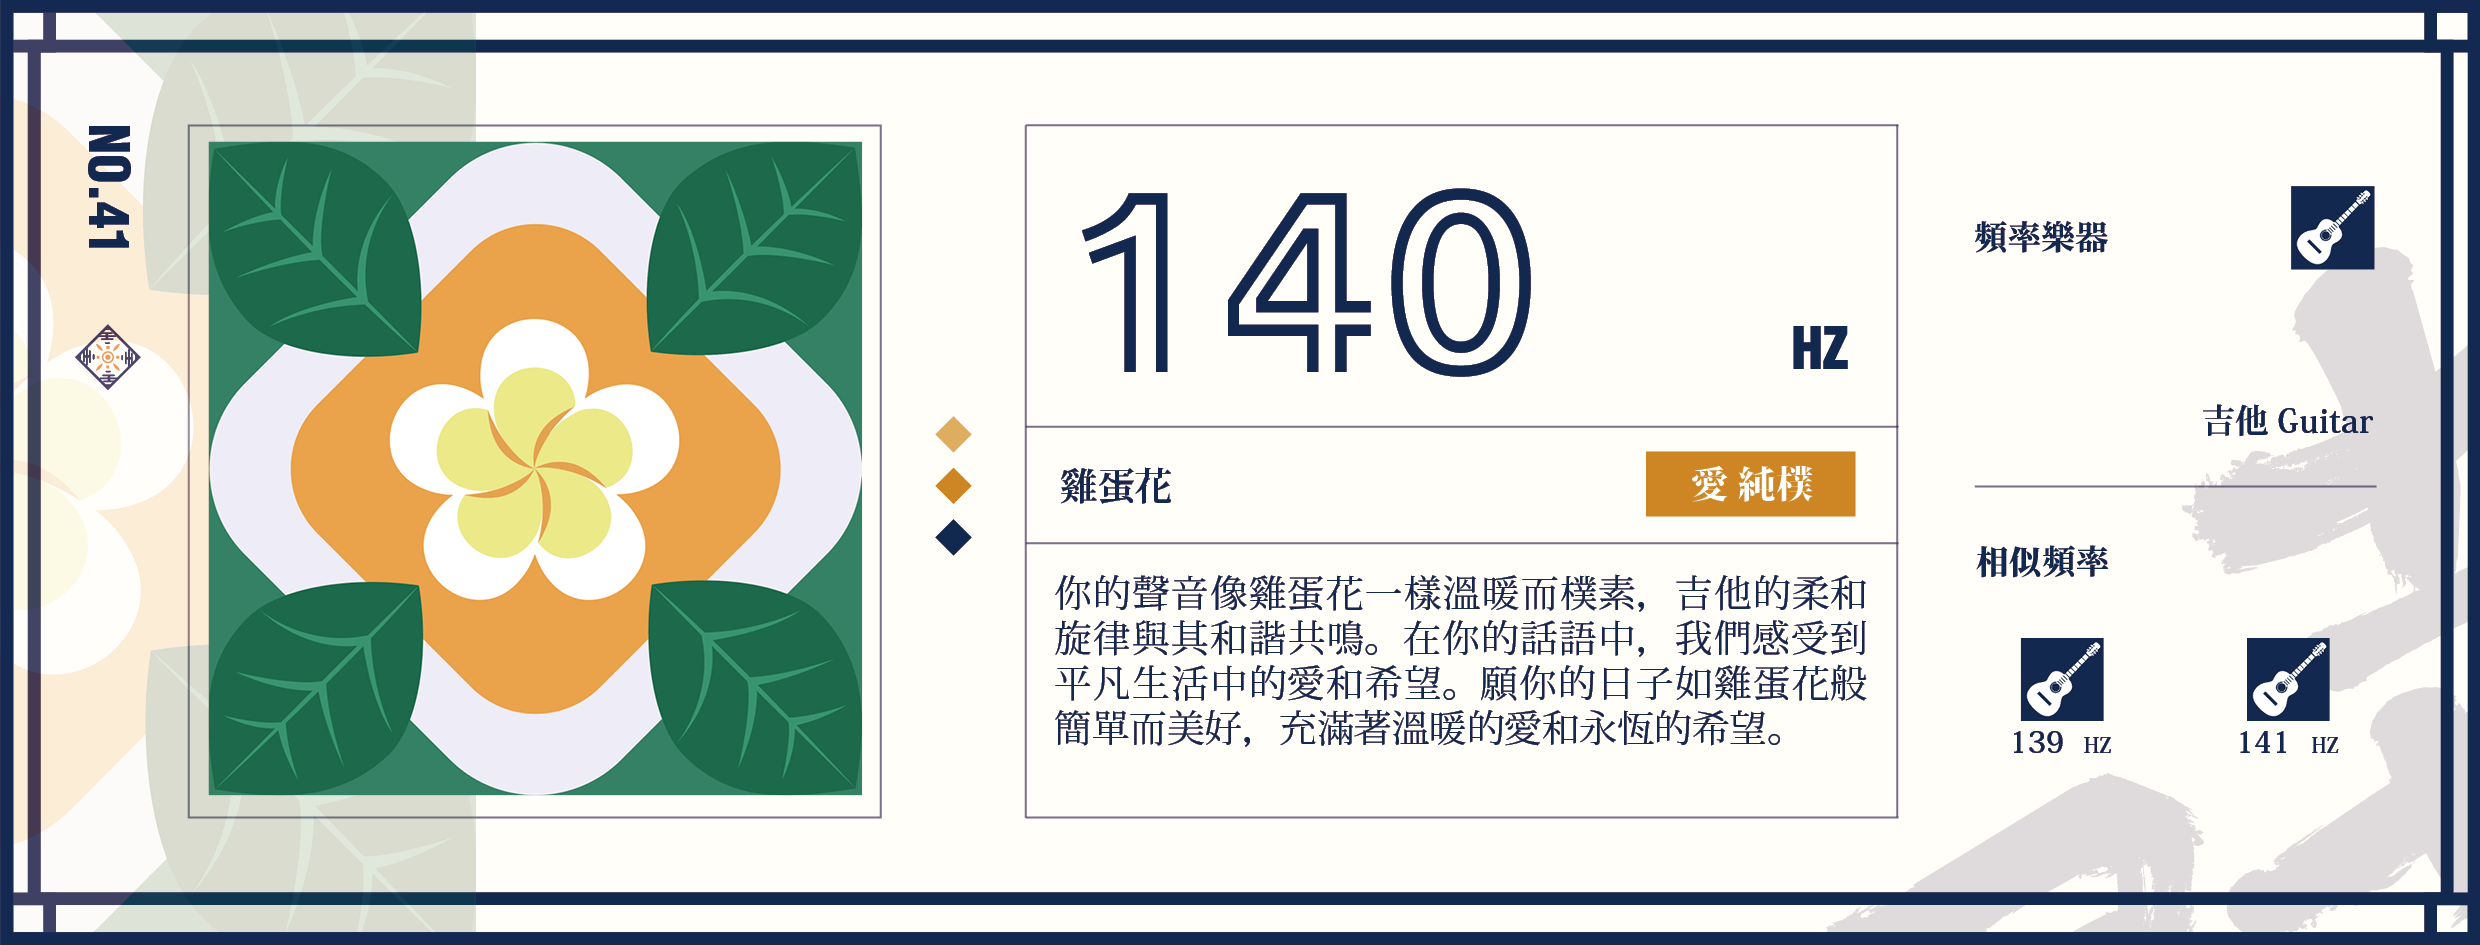 NO.41
140
HZ
雞蛋花
愛 純樸
你的聲音像雞蛋花一樣溫暖而樸素，吉他的柔和
旋律與其和諧共鳴。在你的話語中，我們感受到
平凡生活中的愛和希望。願你的日子如雞蛋花般
簡單而美好，充滿著溫暖的愛和永恆的希望。
頻率樂器
吉他 Guitar
相似頻率
139 HZ
141 HZ